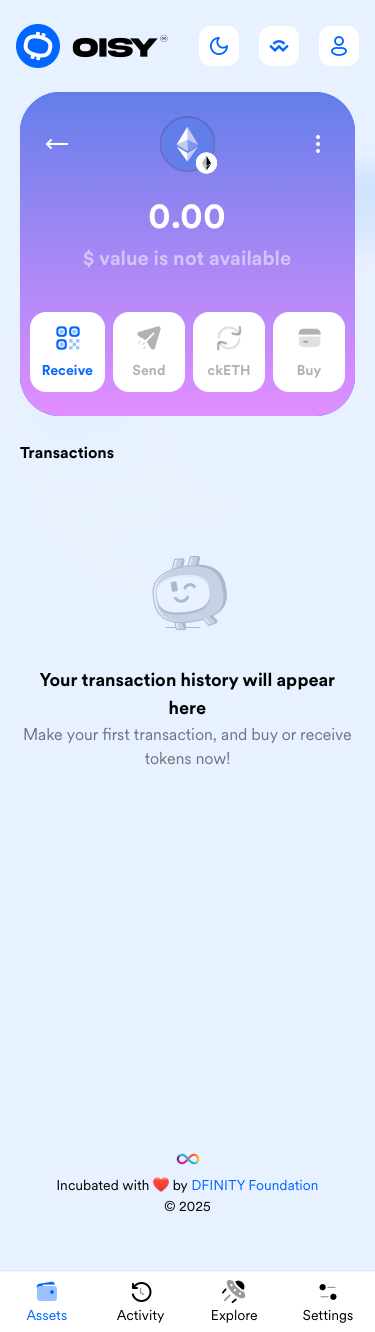 OISY
0.00
$ value is not available
Receive
Send
ckETH
Buy
Transactions
Your transaction history will appear
here
Make your first transaction, and buy or receive
tokens now!
Incubated with ❤️ by DFINITY Foundation
© 2025
Assets
Activity
Explore
Settings